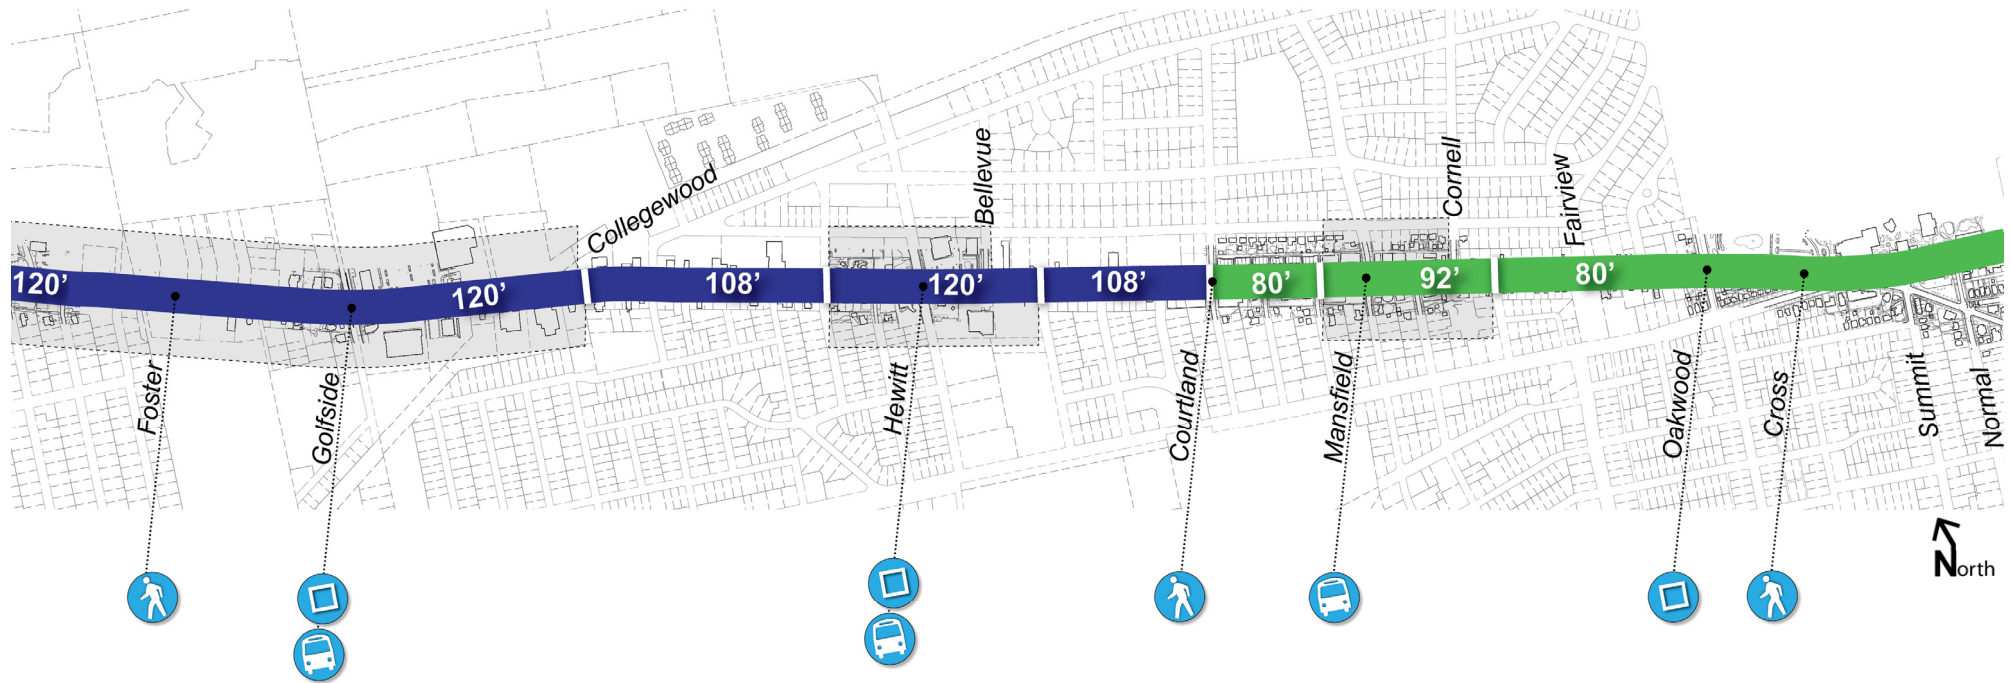 Collegewood
Bellevue
Cornell
Fairview
120’
120’
108’
120’
108’
80’
92’
80’
Foster
Golfside
Hewitt
Courtland
Mansfield
Oakwood
Cross
Summit
Normal
North